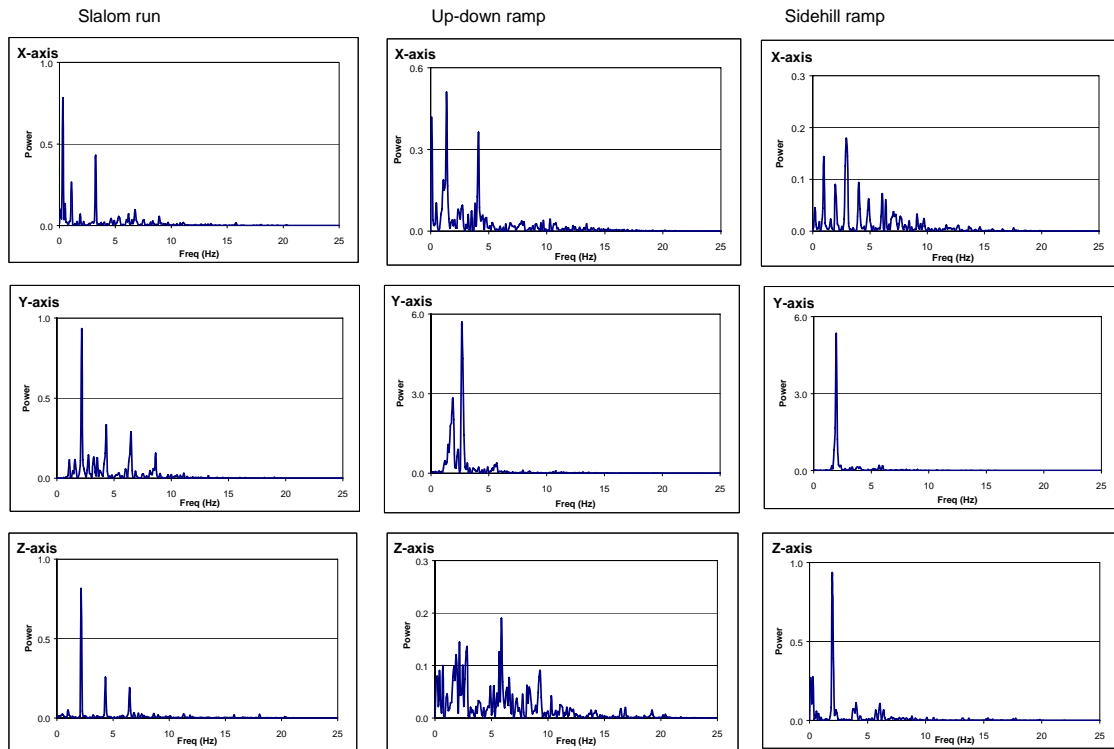 Slalom run
Up-down ramp
Sidehill ramp
X-axis
1.0
0.5
0.0
Power
0 5 10 15 20 25
Freq (Hz)
X-axis
0.6
0.3
0.0
Power
0 5 10 15 20 25
Freq (Hz)
X-axis
0.3
0.2
0.1
0.0
Power
0 5 10 15 20 25
Freq (Hz)
Y-axis
1.0
0.5
0.0
Power
0 5 10 15 20 25
Freq (Hz)
Y-axis
6.0
3.0
0.0
Power
0 5 10 15 20 25
Freq (Hz)
Y-axis
6.0
3.0
0.0
Power
0 5 10 15 20 25
Freq (Hz)
Z-axis
1.0
0.5
0.0
Power
0 5 10 15 20 25
Freq (Hz)
Z-axis
0.3
0.2
0.1
0.0
Power
0 5 10 15 20 25
Freq (Hz)
Z-axis
1.0
0.5
0.0
Power
0 5 10 15 20 25
Freq (Hz)